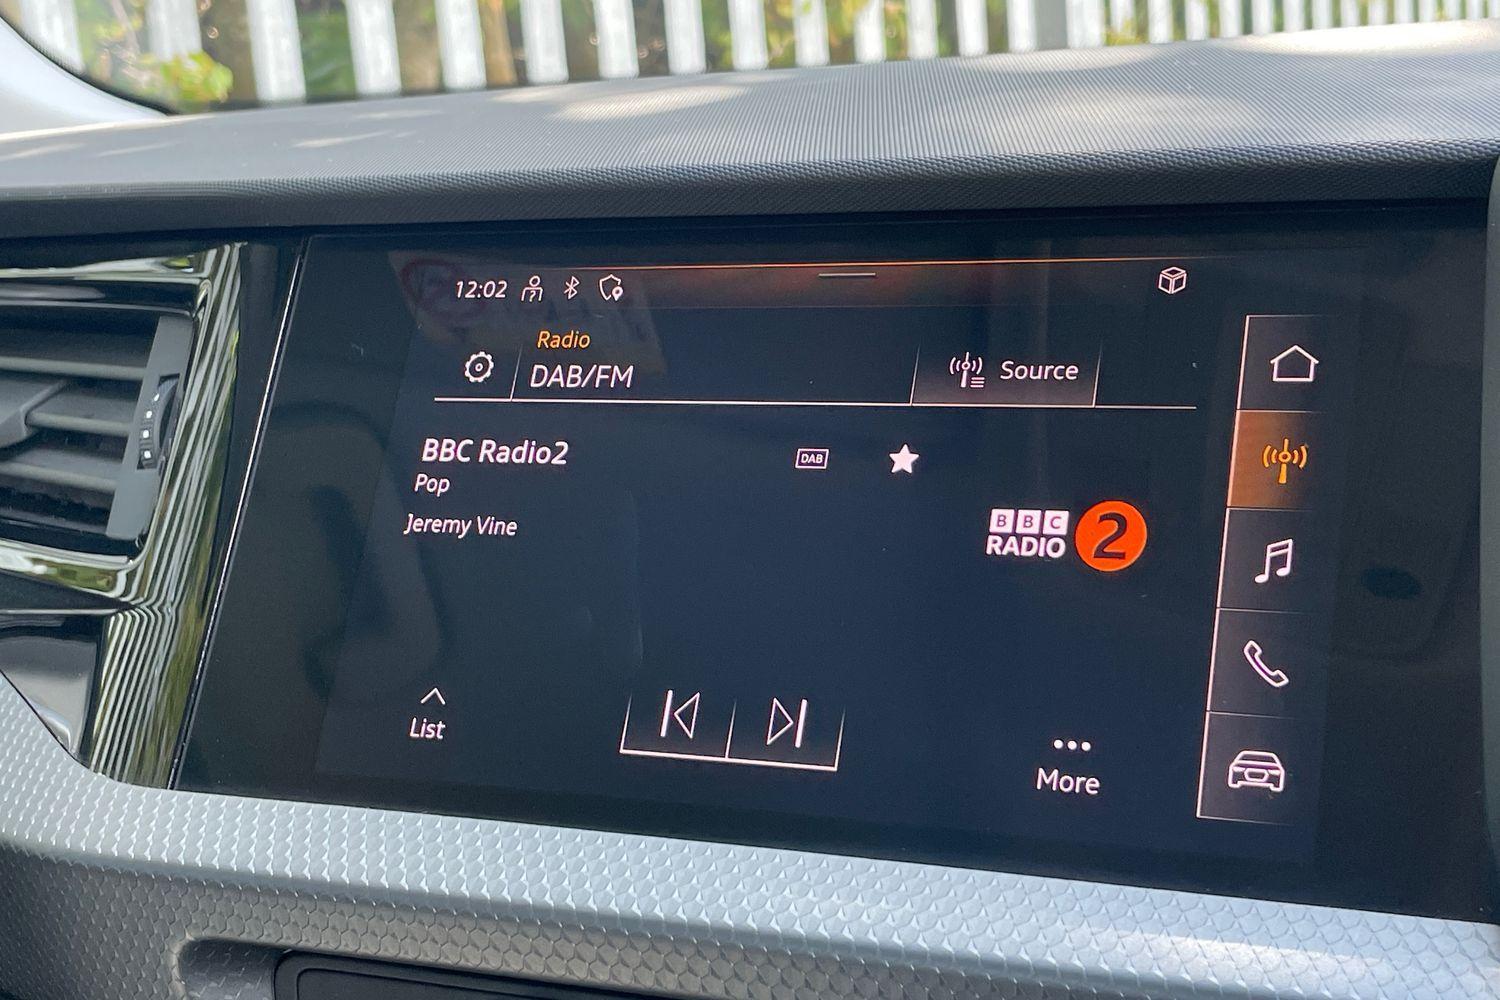 12:02
Radio
DAB/FM
Source
BBC Radio2
DAB
Pop
Jeremy Vine
BBC
RADIO 2
List
More